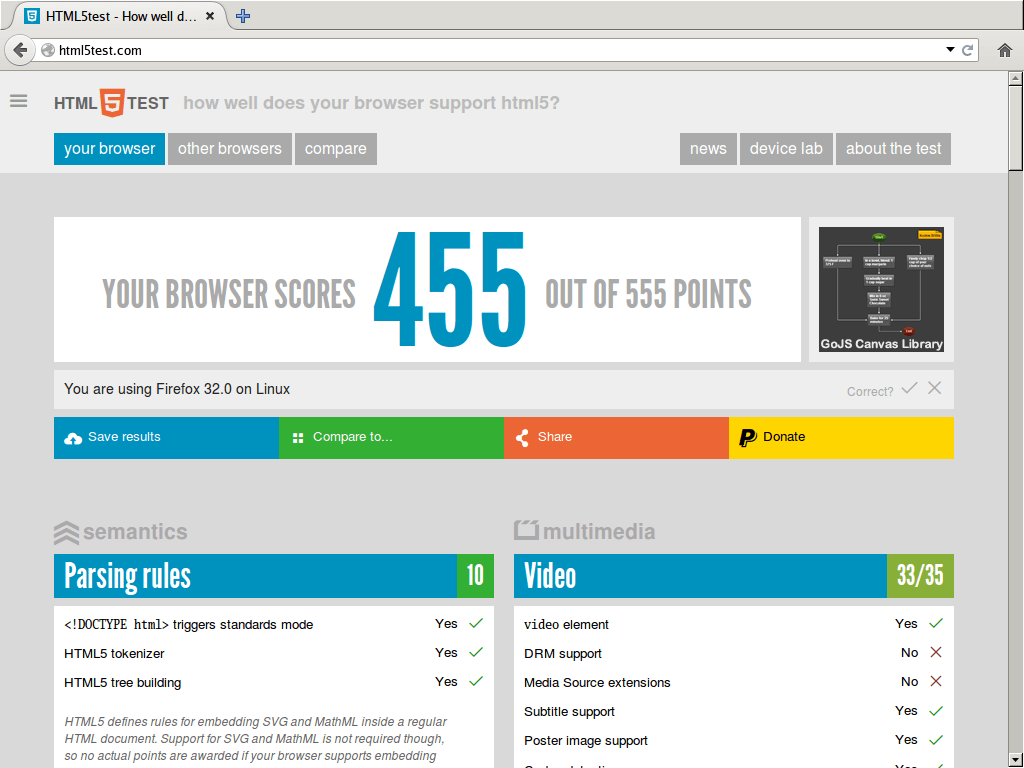 HTML5test - How well d...
html5test.com
HTML 5 TEST how well does your browser support html5?
your browser other browsers compare news device lab about the test
YOUR BROWSER SCORES 455 OUT OF 555 POINTS
GoJS Canvas Library
You are using Firefox 32.0 on Linux Correct?
Save results Compare to... Share Donate
semantics
Parsing rules 10
<!DOCTYPE html> triggers standards mode Yes
HTML5 tokenizer Yes
HTML5 tree building Yes
HTML5 defines rules for embedding SVG and MathML inside a regular
HTML document. Support for SVG and MathML is not required though,
so no actual points are awarded if your browser supports embedding
multimedia
Video 33/35
video element Yes
DRM support No
Media Source extensions No
Subtitle support Yes
Poster image support Yes